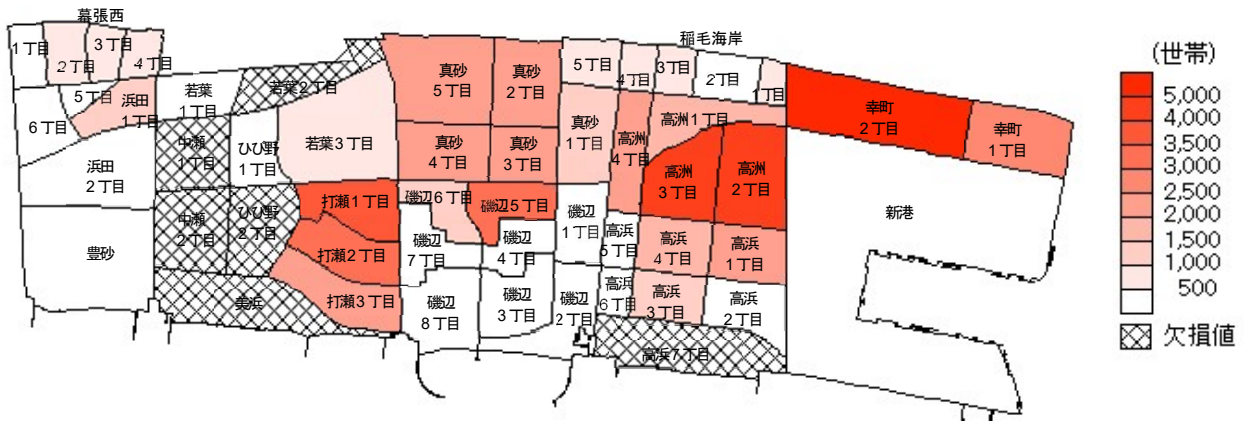 幕張西
1丁目
2丁目
3丁目
4丁目
5丁目
6丁目
浜田
1丁目
浜田
2丁目
豊砂
若葉
1丁目
若葉2丁目
若葉3丁目
中瀬
1丁目
中瀬
2丁目
ひび野
1丁目
ひび野
2丁目
美浜
打瀬1丁目
打瀬2丁目
打瀬3丁目
真砂
5丁目
真砂
2丁目
真砂
4丁目
真砂
3丁目
真砂
1丁目
磯辺6丁目
磯辺5丁目
磯辺
7丁目
磯辺
4丁目
磯辺
1丁目
磯辺
8丁目
磯辺
3丁目
磯辺
2丁目
稲毛海岸
5丁目
4丁目
3丁目
2丁目
1丁目
高洲1丁目
高洲
4丁目
高洲
3丁目
高洲
2丁目
高浜
5丁目
高浜
4丁目
高浜
1丁目
高浜
6丁目
高浜
3丁目
高浜
2丁目
高浜7丁目
幸町
2丁目
幸町
1丁目
新港
(世帯)
5,000
4,000
3,500
3,000
2,500
2,000
1,500
1,000
500
欠損値